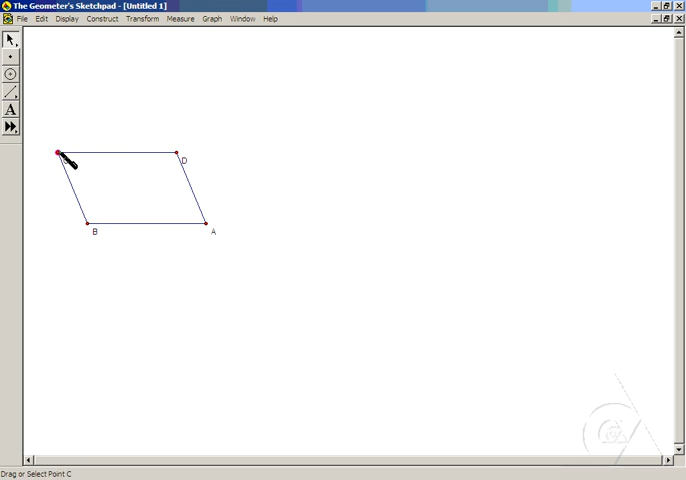 The Geometer's Sketchpad - [Untitled 1]
File Edit Display Construct Transform Measure Graph Window Help
A
D
B
A
Drag or Select Point C